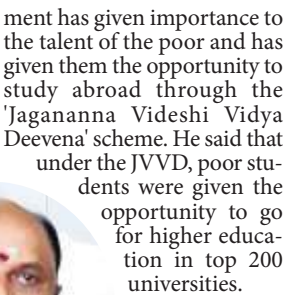 ment has given importance to
the talent of the poor and has
given them the opportunity to
study abroad through the
'Jagananna Videshi Vidya
Deevena' scheme. He said that
under the JVVD, poor stu-
dents were given the
opportunity to go
for higher educa-
tion in top 200
universities.